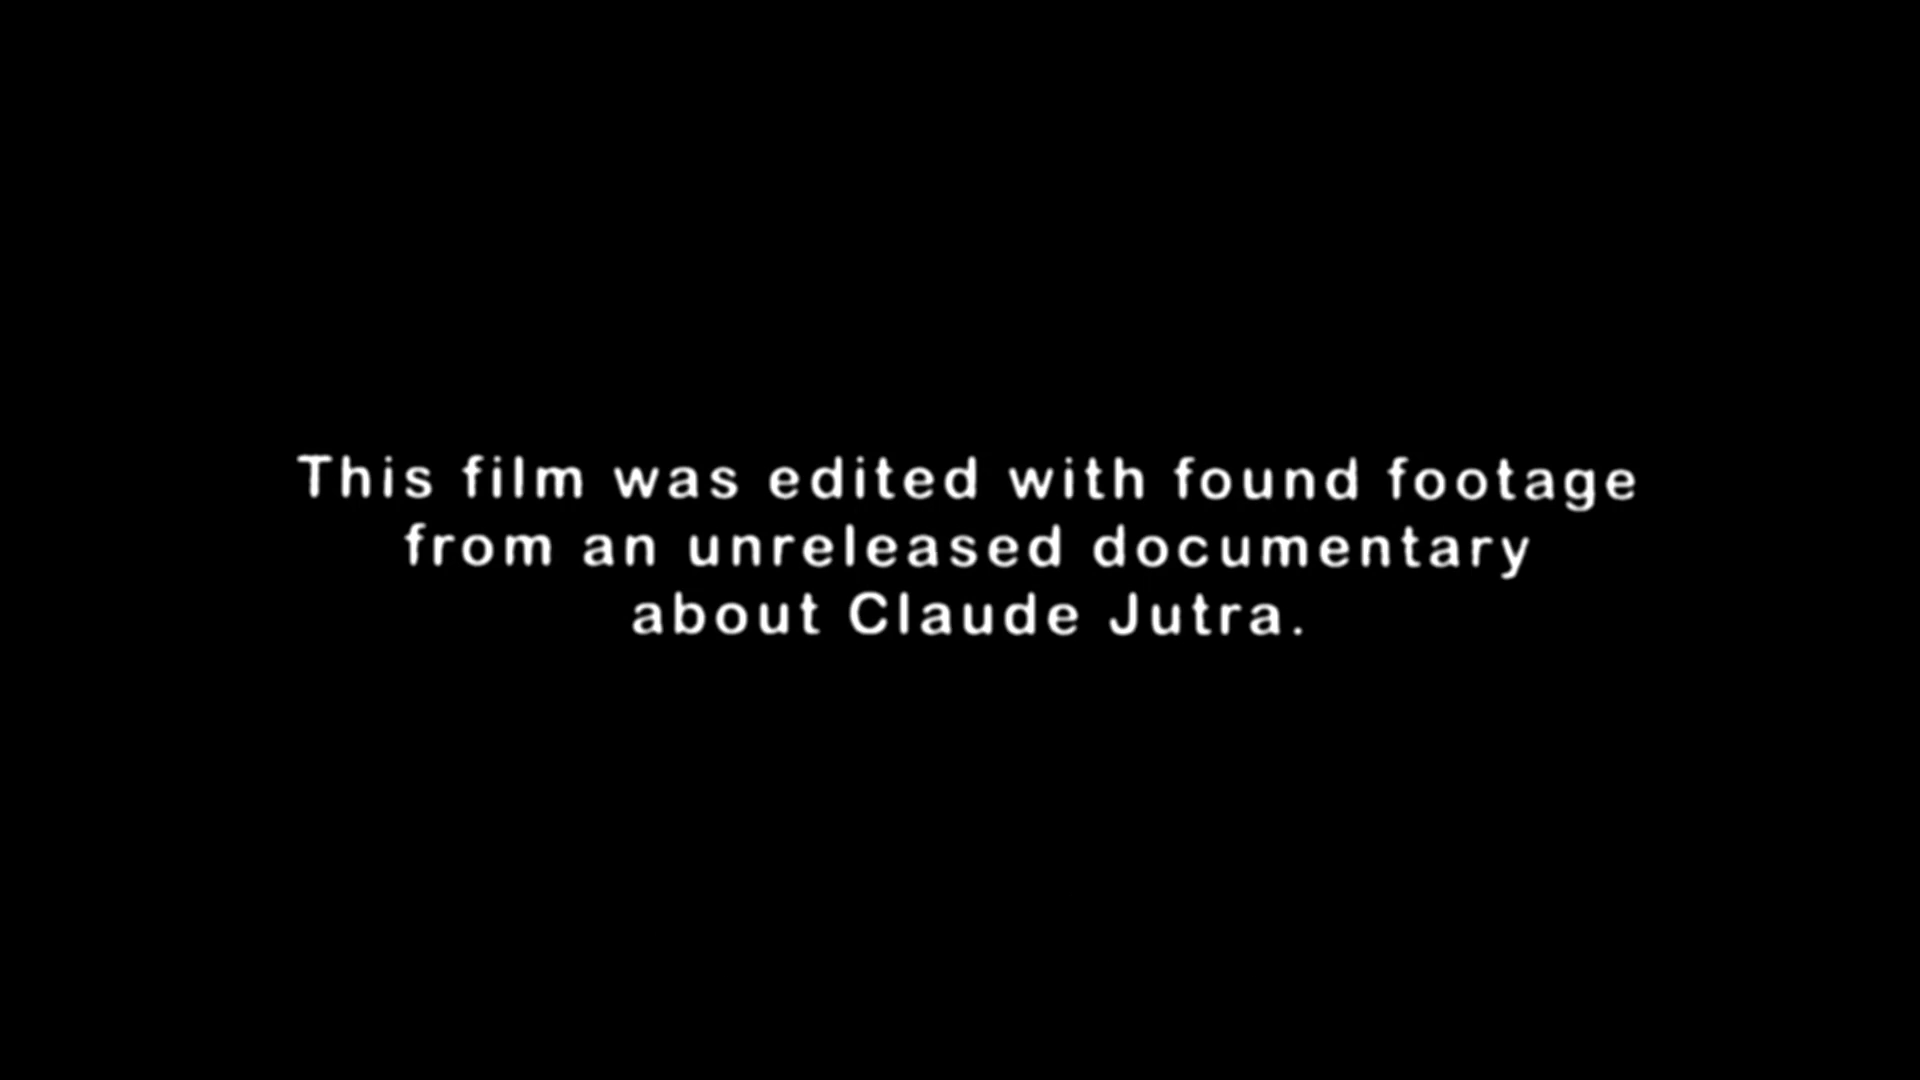 This film was edited with found footage
from an unreleased documentary
about Claude Jutra.